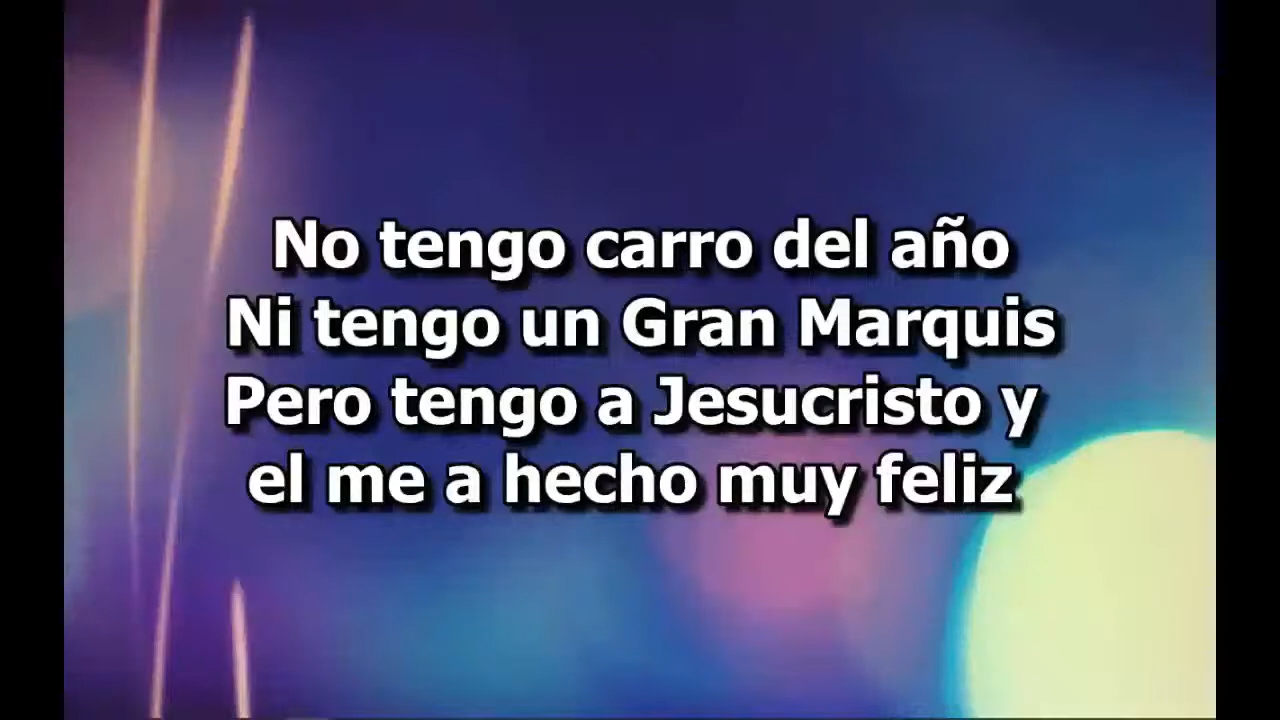 No tengo carro del año
Ni tengo un Gran Marquis
Pero tengo a Jesucristo y
el me a hecho muy feliz